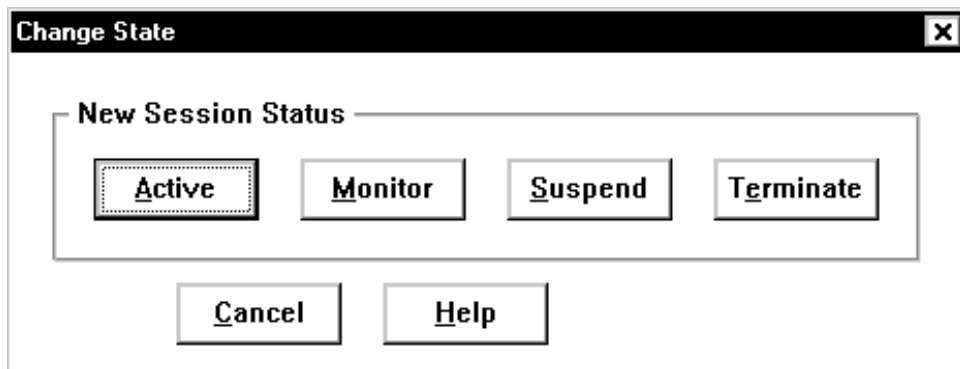 Change State
New Session Status
Active Monitor Suspend Terminate
Cancel Help